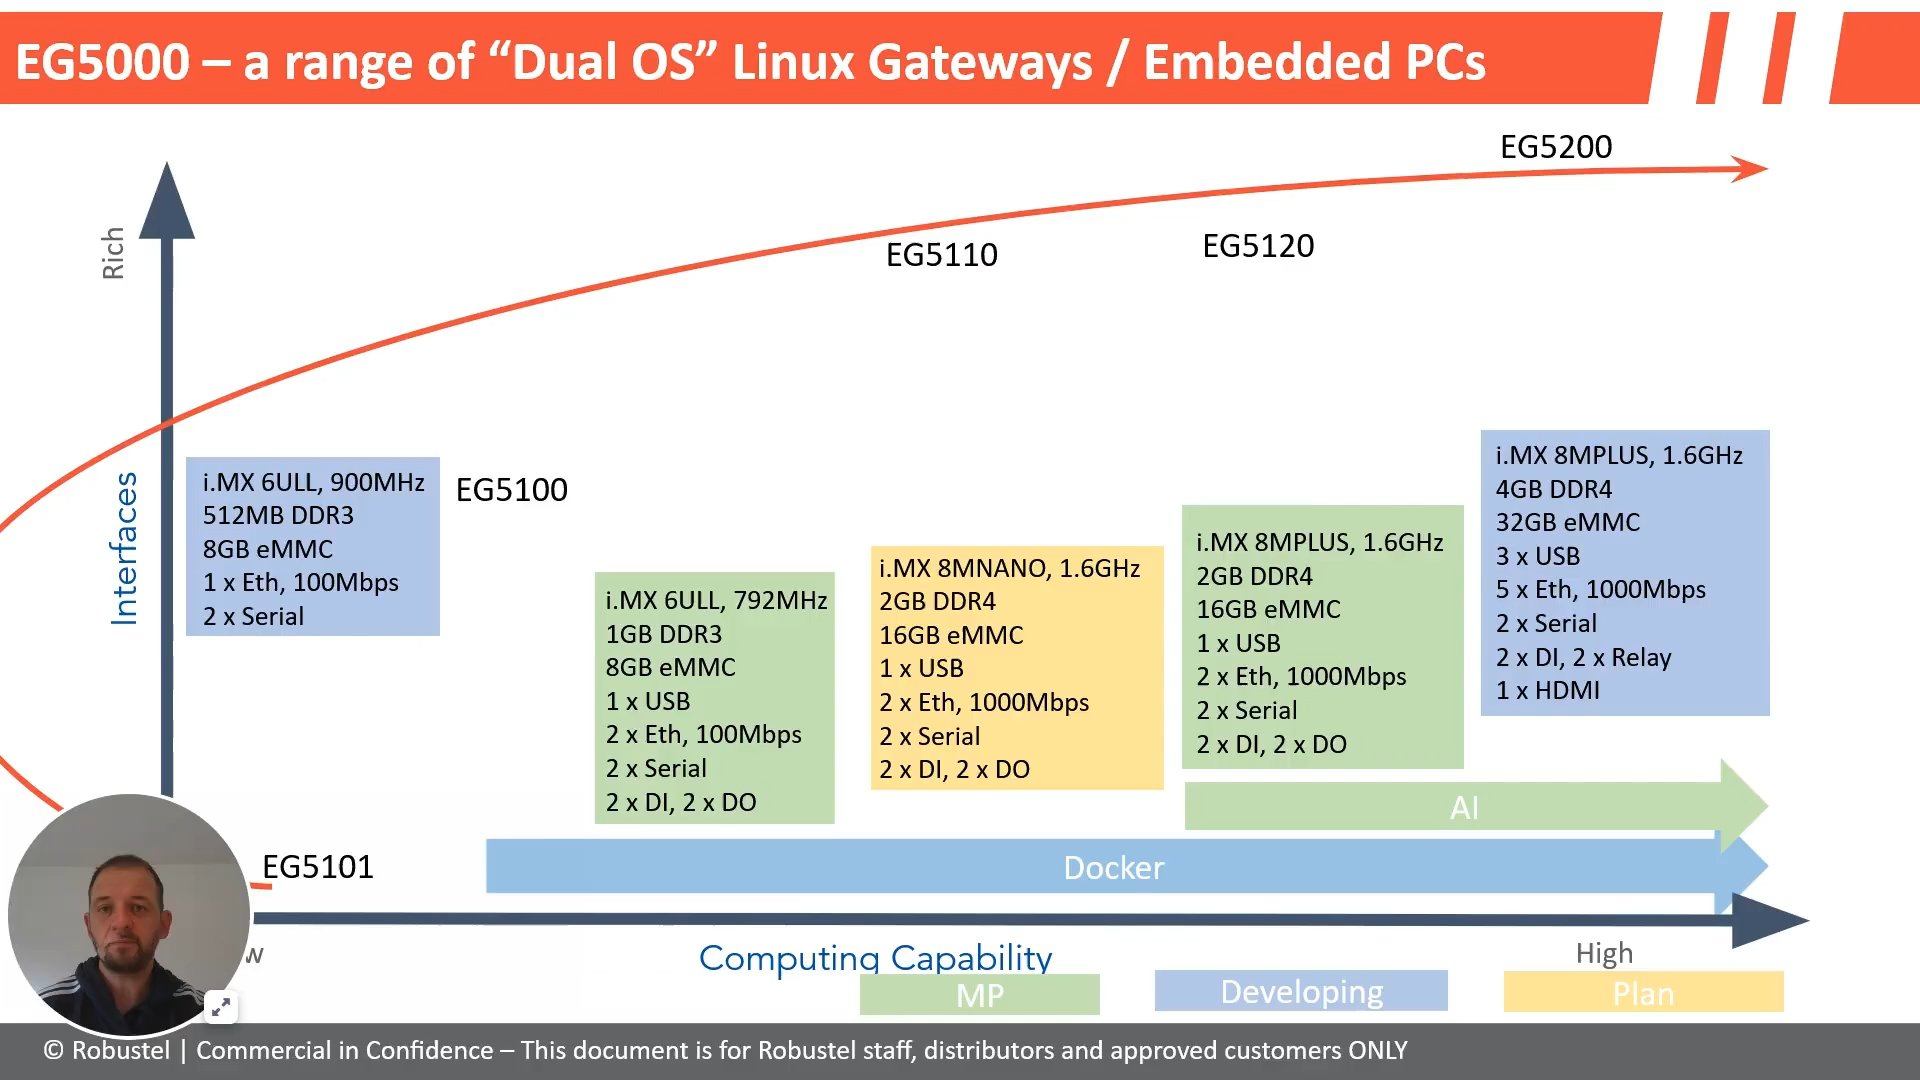 EG5000 – a range of “Dual OS” Linux Gateways / Embedded PCs
EG5200
EG5110
EG5120
Rich
Interfaces
i.MX 6ULL, 900MHz
512MB DDR3
8GB eMMC
1 x Eth, 100Mbps
2 x Serial
EG5100
i.MX 6ULL, 792MHz
1GB DDR3
8GB eMMC
1 x USB
2 x Eth, 100Mbps
2 x Serial
2 x DI, 2 x DO
i.MX 8MNANO, 1.6GHz
2GB DDR4
16GB eMMC
1 x USB
2 x Eth, 1000Mbps
2 x Serial
2 x DI, 2 x DO
i.MX 8MPLUS, 1.6GHz
2GB DDR4
16GB eMMC
1 x USB
2 x Eth, 1000Mbps
2 x Serial
2 x DI, 2 x DO
i.MX 8MPLUS, 1.6GHz
4GB DDR4
32GB eMMC
3 x USB
5 x Eth, 1000Mbps
2 x Serial
2 x DI, 2 x Relay
1 x HDMI
AI
Docker
EG5101
Computing Capability
High
MP
Developing
Plan
© Robustel | Commercial in Confidence – This document is for Robustel staff, distributors and approved customers ONLY